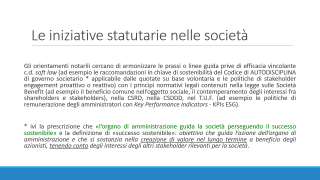 Le iniziative statutarie nelle società
Gli orientamenti notarili cercano di armonizzare le prassi o linee guida prive di efficacia vincolante
c.d. soft law (ad esempio le raccomandazioni in chiave di sostenibilità del Codice di AUTODISCIPLINA
di governo societario * applicabile dalle quotate su base volontaria e le politiche di stakeholder
engagement proattivo o reattivo) con i principi normativi legali contenuti nella legge sulle Società
Benefit (ad esempio il beneficio comune nell'oggetto sociale, il contemperamento degli interessi fra
shareholders e stakeholders), nella CSRD, nella CSDDD, nel T.U.F. (ad esempio le politiche di
remunerazione degli amministratori con Key Performance Indicators - KPIs ESG).
* ivi la prescrizione che «l'organo di amministrazione guida la società perseguendo il successo
sostenibile» e la definizione di «successo sostenibile»: obiettivo che guida l'azione dell'organo di
amministrazione e che si sostanzia nella creazione di valore nel lungo termine a beneficio degli
azionisti, tenendo conto degli interessi degli altri stakeholder rilevanti per la società.